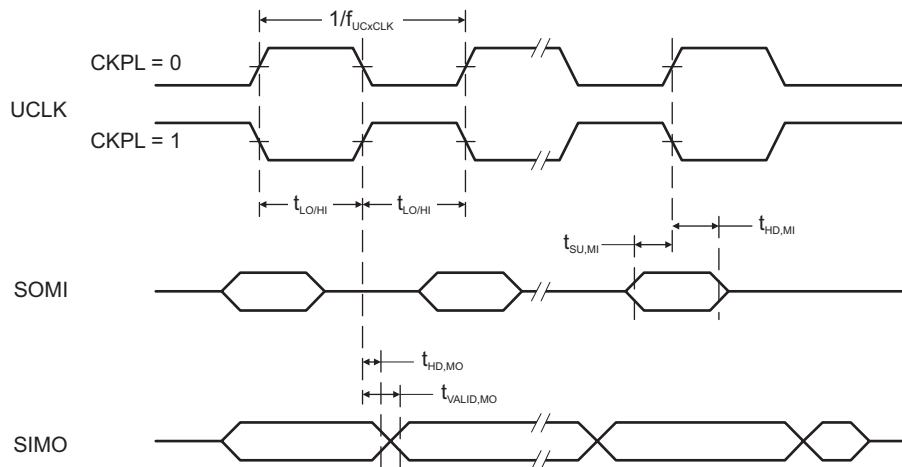 1/fUCxCLK
CKPL = 0
UCLK
CKPL = 1
tLO/HI tLO/HI
tSU,MI tHD,MI
SOMI
tHD,MO
tVALID,MO
SIMO